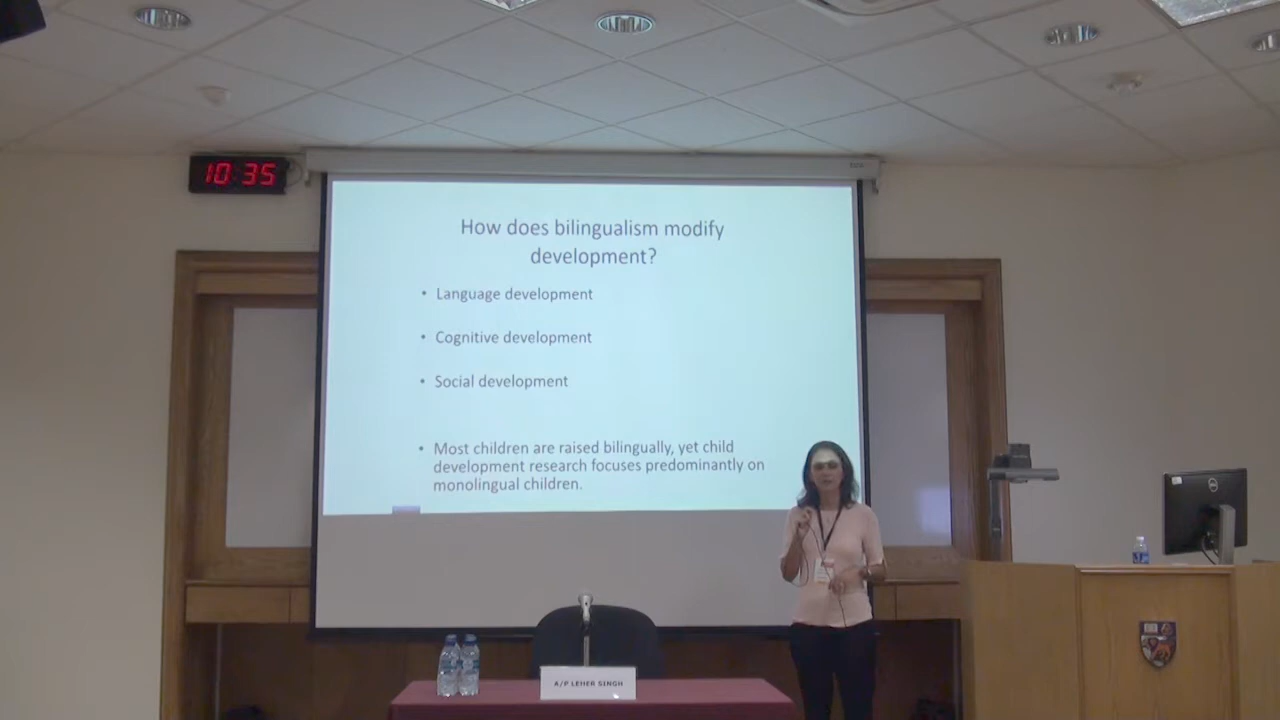 10 35
How does bilingualism modify
development?
• Language development
• Cognitive development
• Social development
• Most children are raised bilingually, yet child
development research focuses predominantly on
monolingual children.
DELL
A/P LEHER SINGH